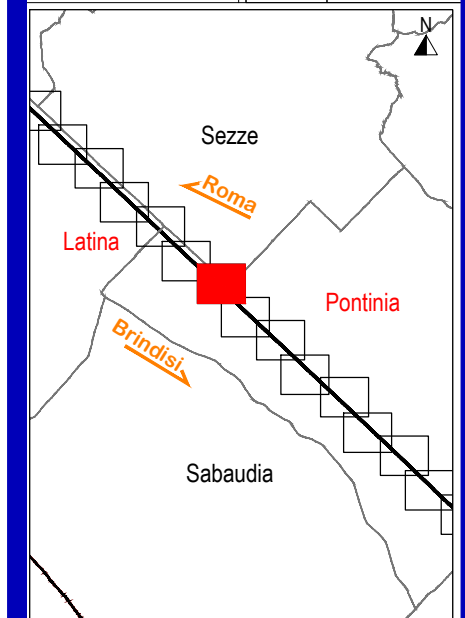 N
Sezze
Roma
Latina
Pontinia
Brindisi
Sabaudia